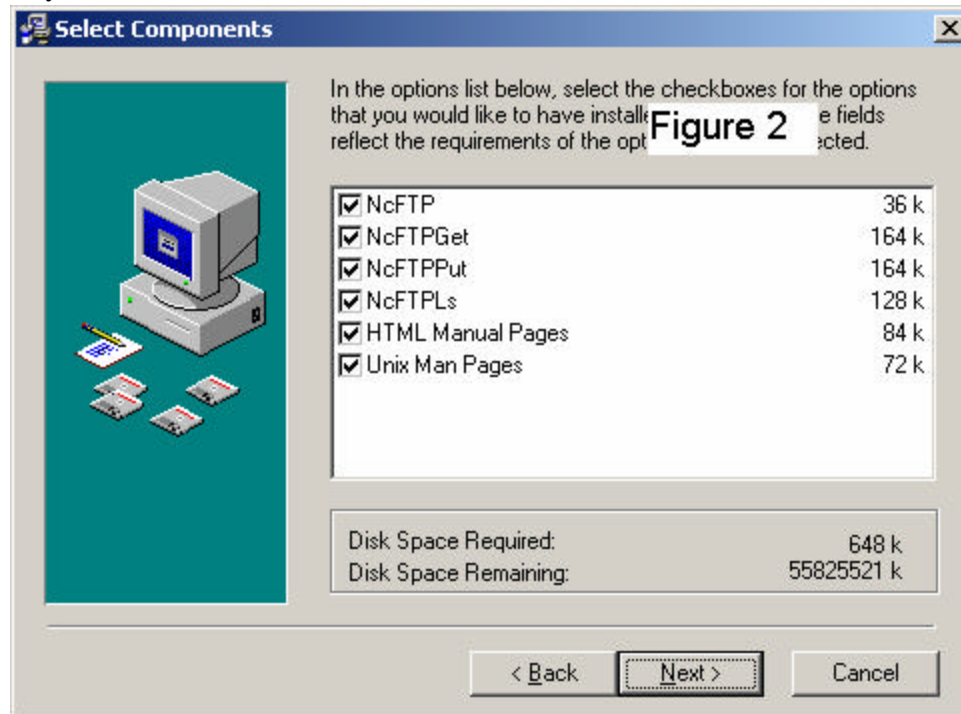 Select Components
In the options list below, select the checkboxes for the options
that you would like to have installe
Figure 2
e fields
reflect the requirements of the opt
ected.
NcFTP 36 k
NcFTPGet 164 k
NcFTPPut 164 k
NcFTPLs 128 k
HTML Manual Pages 84 k
Unix Man Pages 72 k
Disk Space Required: 648 k
Disk Space Remaining: 55825521 k
< Back Next > Cancel